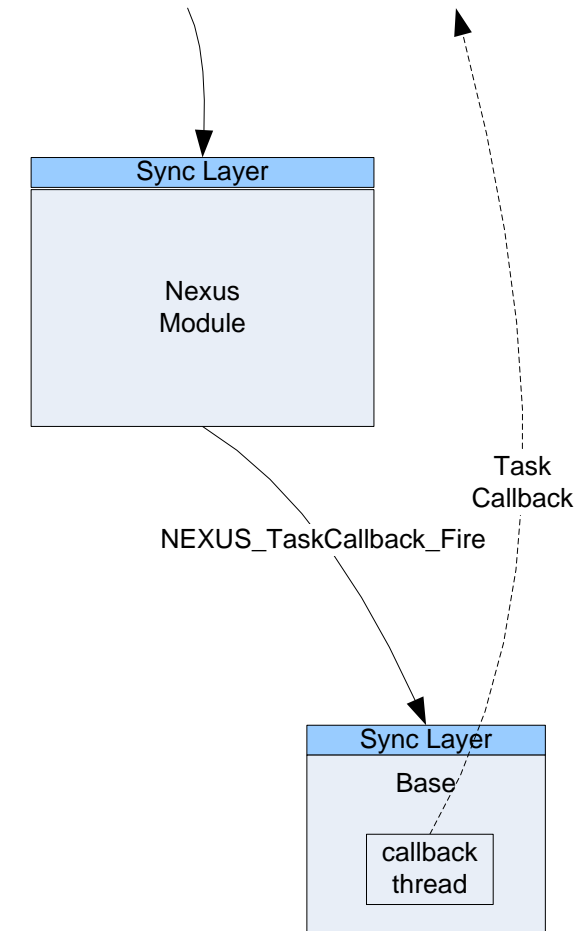 Sync Layer
Nexus
Module
Task
Callback
NEXUS_TaskCallback_Fire
Sync Layer
Base
callback
thread